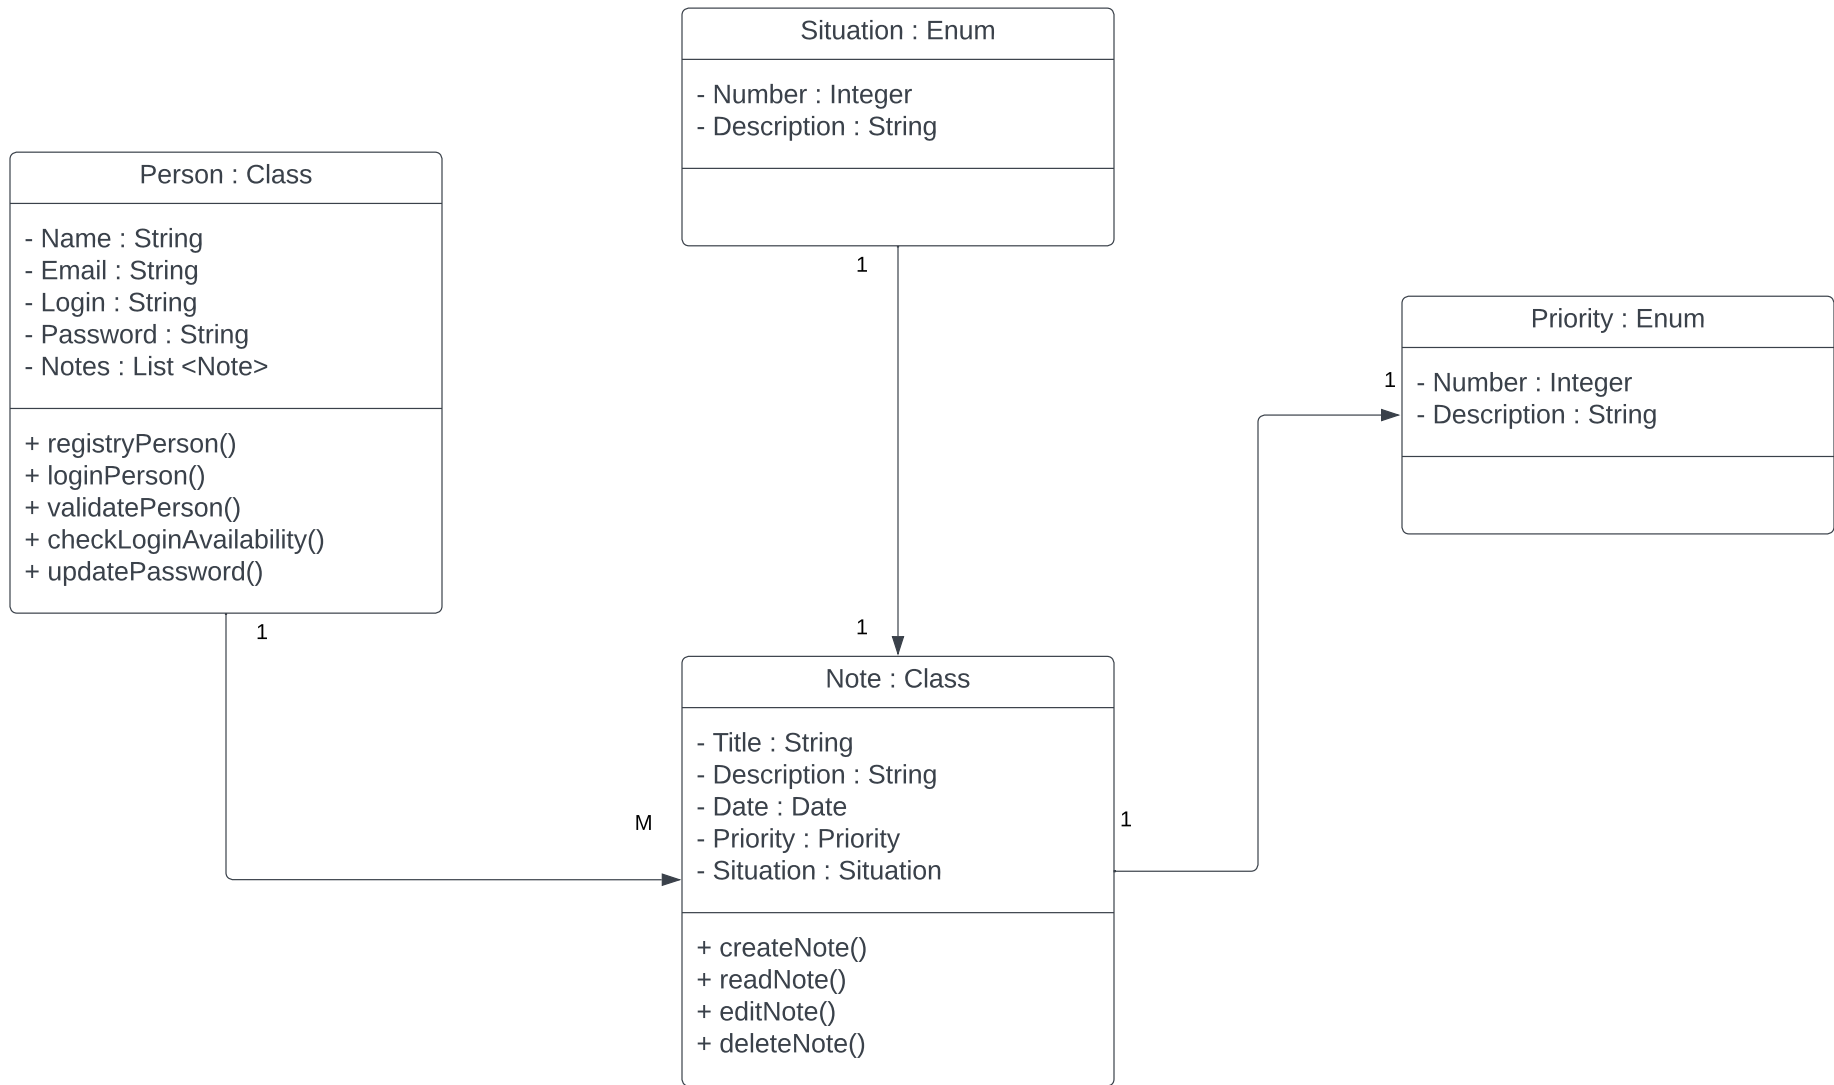 Situation : Enum
- Number : Integer
- Description : String
1
Person : Class
- Name : String
- Email : String
- Login : String
- Password : String
- Notes : List <Note>
+ registryPerson()
+ loginPerson()
+ validatePerson()
+ checkLoginAvailability()
+ updatePassword()
1
Priority : Enum
- Number : Integer
- Description : String
1
1
Note : Class
- Title : String
- Description : String
- Date : Date
- Priority : Priority
- Situation : Situation
+ createNote()
+ readNote()
+ editNote()
+ deleteNote()
M
1